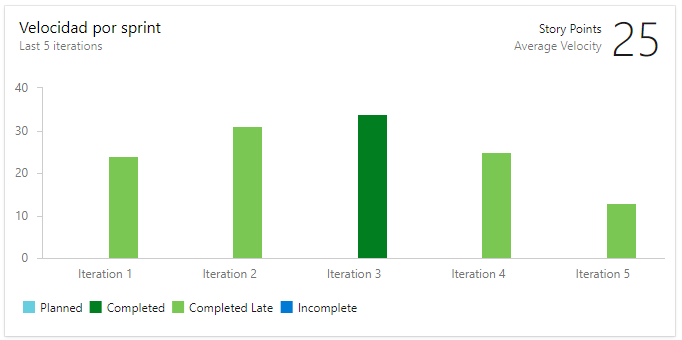 Velocidad por sprint
Last 5 iterations
Story Points
Average Velocity
25
40
30
20
10
0
Iteration 1 Iteration 2 Iteration 3 Iteration 4 Iteration 5
Planned Completed Completed Late Incomplete